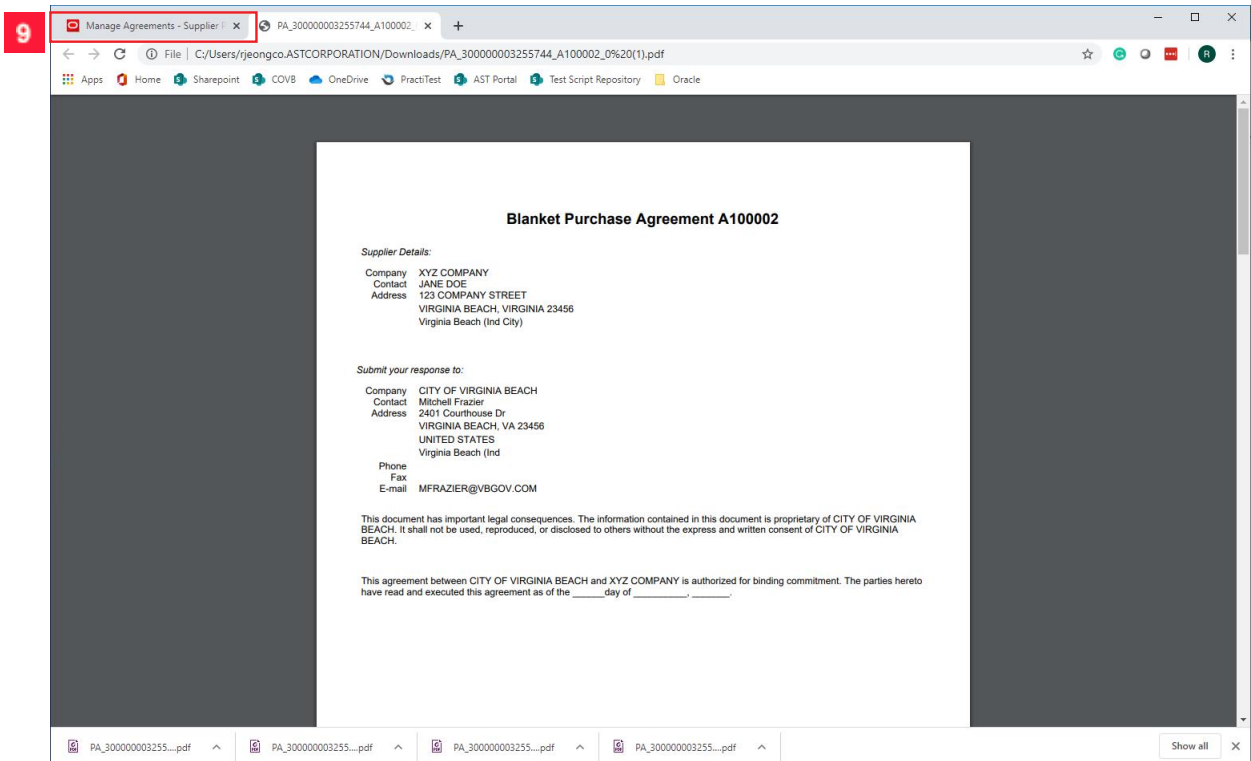 9
Manage Agreements - Supplier
PA_300000003255744_A100002_
File | C:/Users/rjeongco.ASTCORPORATION/Downloads/PA_300000003255744_A100002_0%20(1).pdf
R
Apps Home Sharepoint COVB OneDrive PractiTest AST Portal Test Script Repository Oracle
Blanket Purchase Agreement A100002
Supplier Details:
Company XYZ COMPANY
Contact JANE DOE
Address 123 COMPANY STREET
VIRGINIA BEACH, VIRGINIA 23456
Virginia Beach (Ind City)
Submit your response to:
Company CITY OF VIRGINIA BEACH
Contact Mitchell Frazier
Address 2401 Courthouse Dr
VIRGINIA BEACH, VA 23456
UNITED STATES
Virginia Beach (Ind
Phone
Fax
E-mail MFRAZIER@VBGOV.COM
This document has important legal consequences. The information contained in this document is proprietary of CITY OF VIRGINIA
BEACH. It shall not be used, reproduced, or disclosed to others without the express and written consent of CITY OF VIRGINIA
BEACH.
This agreement between CITY OF VIRGINIA BEACH and XYZ COMPANY is authorized for binding commitment. The parties hereto
have read and executed this agreement as of the ______day of __________, _______.
PA_300000003255....pdf PA_300000003255....pdf PA_300000003255....pdf PA_300000003255....pdf Show all